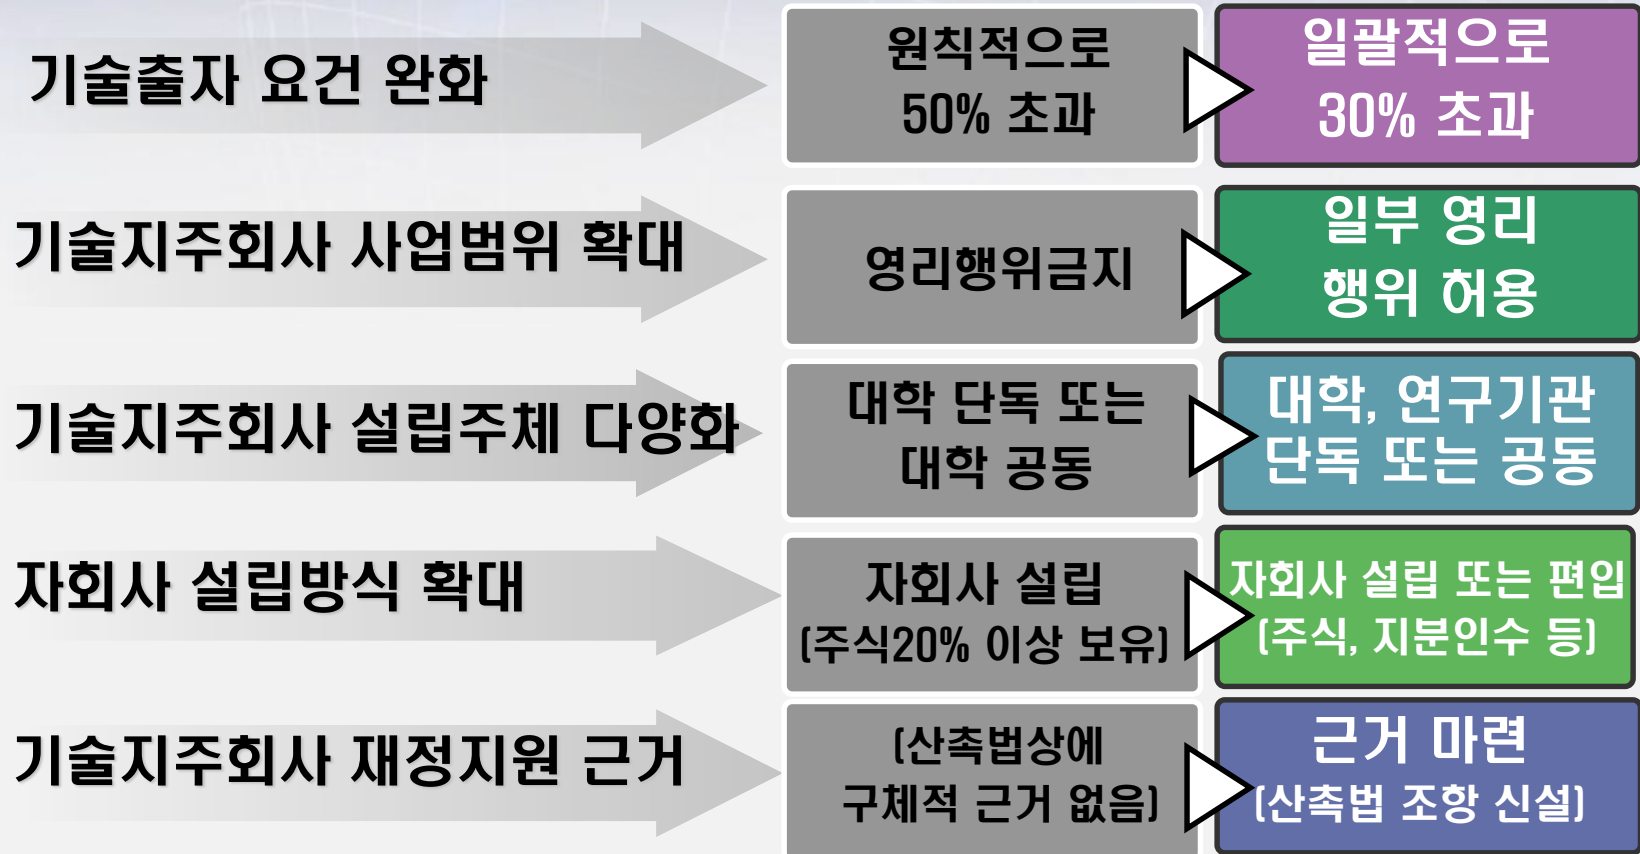 기술출자 요건 완화
원칙적으로
50% 초과
일괄적으로
30% 초과
기술지주회사 사업범위 확대
영리행위금지
일부 영리
행위 허용
기술지주회사 설립주체 다양화
대학 단독 또는
대학 공동
대학, 연구기관
단독 또는 공동
자회사 설립방식 확대
자회사 설립
(주식20% 이상 보유)
자회사 설립 또는 편입
(주식, 지분인수 등)
기술지주회사 재정지원 근거
(산촉법상에
구체적 근거 없음)
근거 마련
(산촉법 조항 신설)